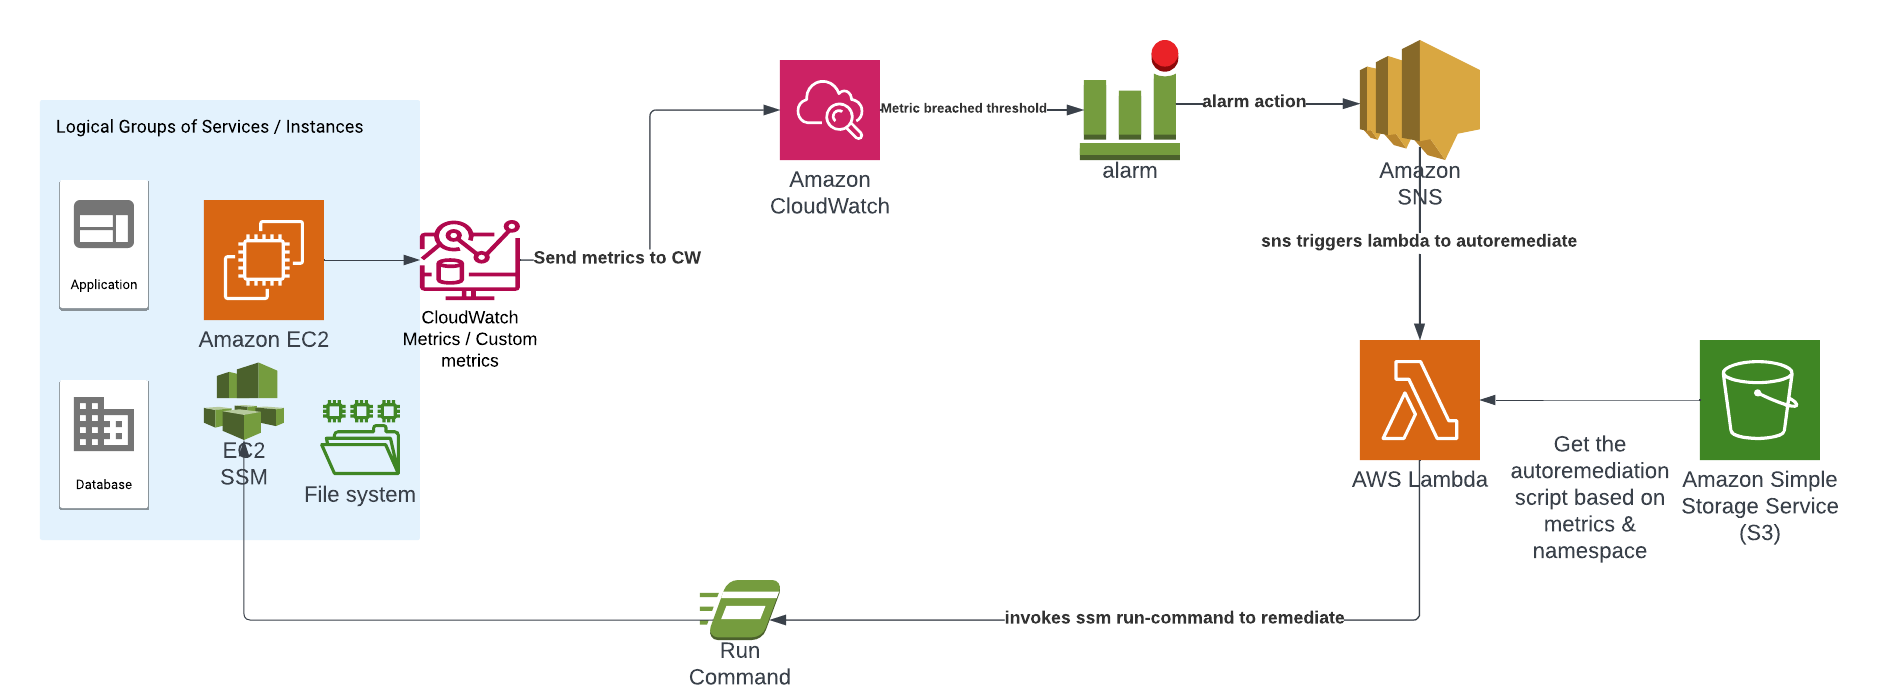 Logical Groups of Services / Instances
Application
Amazon EC2
Database
EC2
SSM
File system
CloudWatch
Metrics / Custom
metrics
Send metrics to CW
Amazon
CloudWatch
Metric breached threshold
alarm
alarm action
Amazon
SNS
sns triggers lambda to autoremediate
AWS Lambda
Get the
autoremediation
script based on
metrics &
namespace
Amazon Simple
Storage Service
(S3)
invokes ssm run-command to remediate
Run
Command